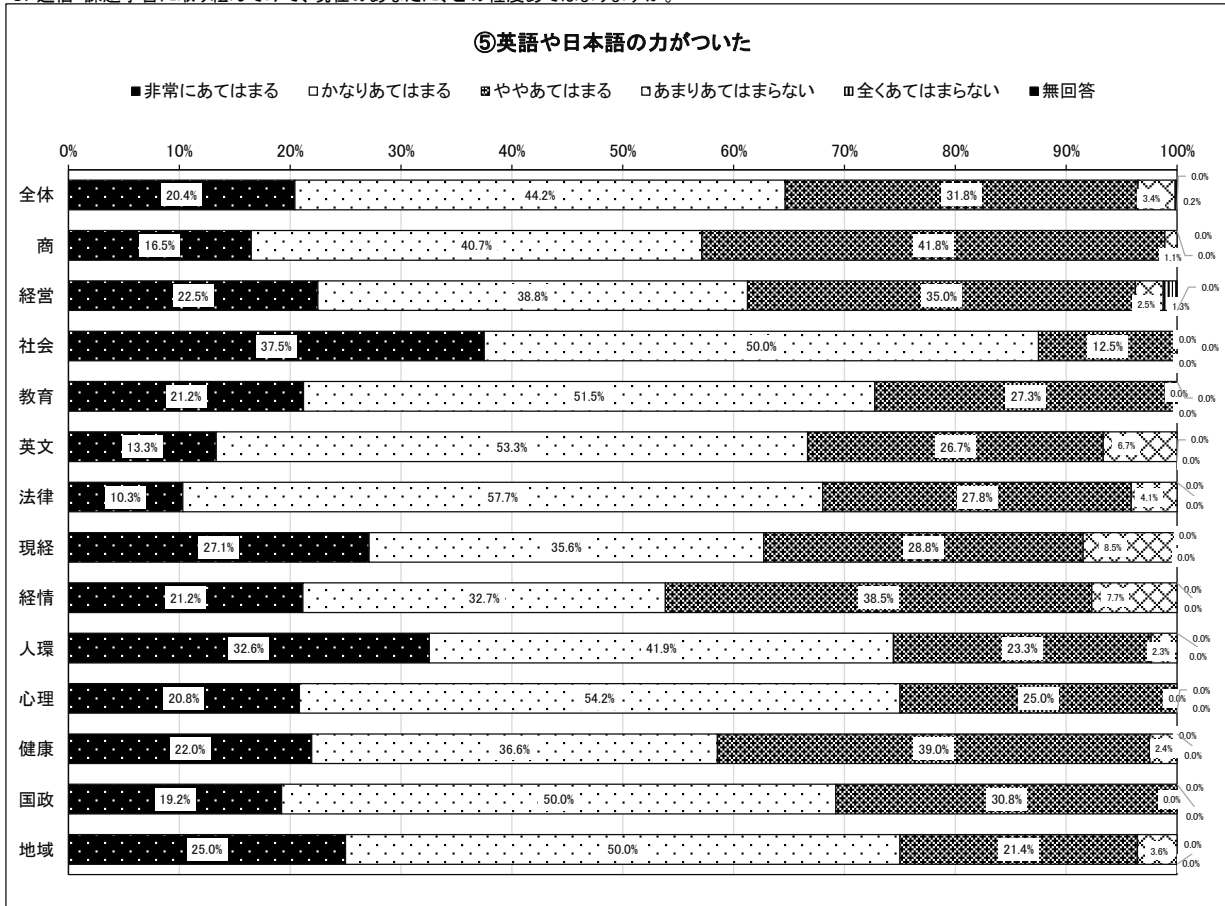 ⑤英語や日本語の力がついた
■非常にあてはまる □かなりあてはまる ややあてはまる あまりあてはまらない 全くあてはまらない ■無回答
0% 10% 20% 30% 40% 50% 60% 70% 80% 90% 100%
全体 20.4% 44.2% 31.8% 3.4% 0.0% 0.2%
商 16.5% 40.7% 41.8% 1.1% 0.0% 0.0%
経営 22.5% 38.8% 35.0% 2.5% 1.3% 0.0%
社会 37.5% 50.0% 12.5% 0.0% 0.0% 0.0%
教育 21.2% 51.5% 27.3% 0.0% 0.0% 0.0%
英文 13.3% 53.3% 26.7% 6.7% 0.0% 0.0%
法律 10.3% 57.7% 27.8% 4.1% 0.0% 0.0%
現経 27.1% 35.6% 28.8% 8.5% 0.0% 0.0%
経情 21.2% 32.7% 38.5% 7.7% 0.0% 0.0%
人環 32.6% 41.9% 23.3% 2.3% 0.0% 0.0%
心理 20.8% 54.2% 25.0% 0.0% 0.0% 0.0%
健康 22.0% 36.6% 39.0% 2.4% 0.0% 0.0%
国政 19.2% 50.0% 30.8% 0.0% 0.0% 0.0%
地域 25.0% 50.0% 21.4% 3.6% 0.0% 0.0%